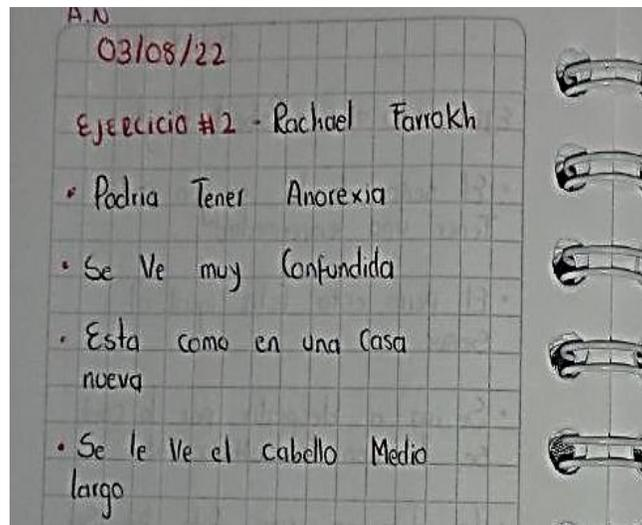 A.N
03/08/22
Ejercicio #2 - Rachael Farrokh
• Podria Tener Anorexia
• Se Ve muy Confundida
• Esta como en una Casa
nueva
• Se le Ve el cabello Medio
largo